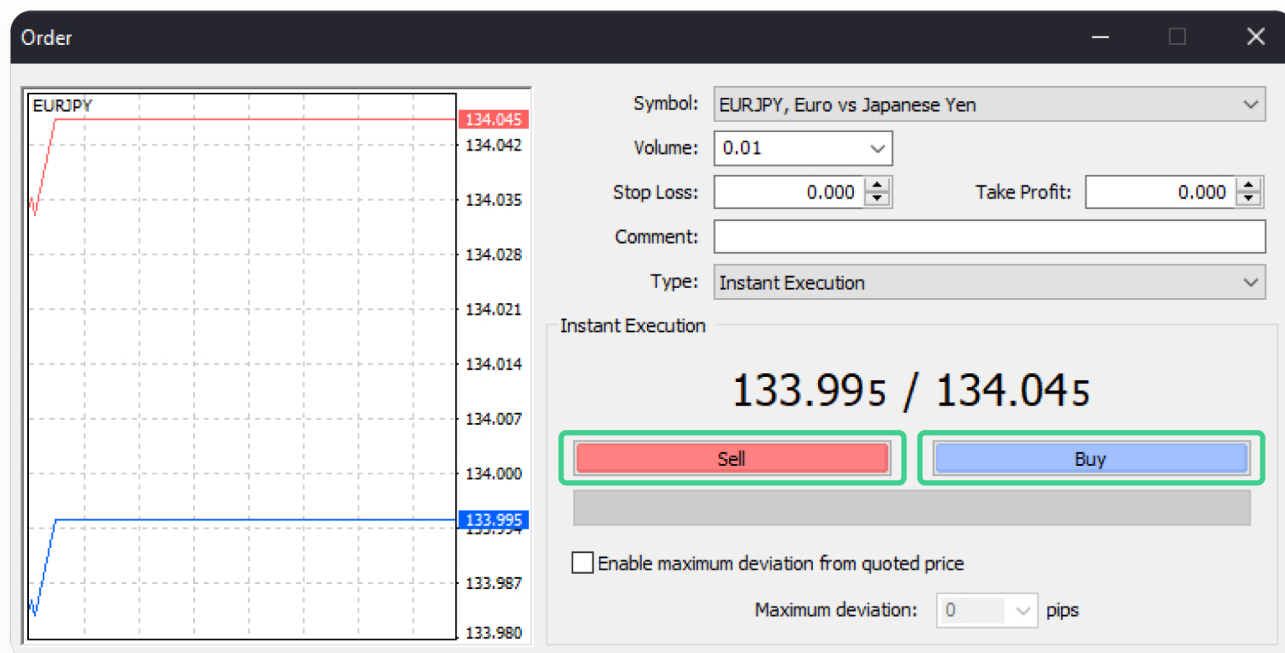 Order
EURJPY
134.045
134.042
134.035
134.028
134.021
134.014
134.007
134.000
133.995
133.994
133.987
133.980
Symbol: EURJPY, Euro vs Japanese Yen
Volume: 0.01
Stop Loss: 0.000 Take Profit: 0.000
Comment:
Type: Instant Execution
Instant Execution
133.995 / 134.045
Sell Buy
Enable maximum deviation from quoted price
Maximum deviation: 0 pips